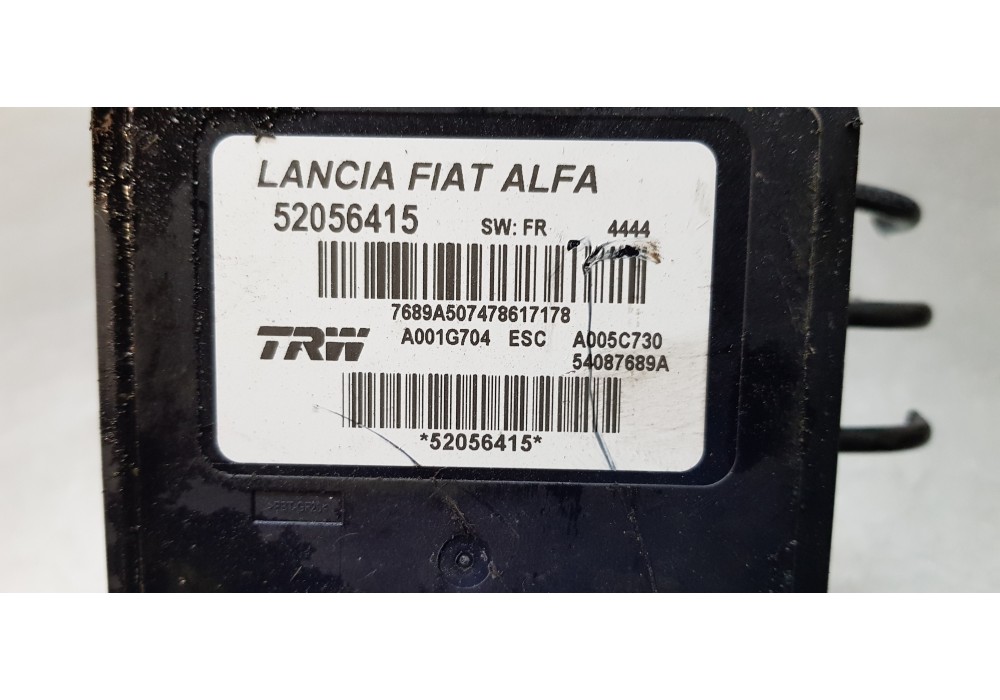 LANCIA FIAT ALFA
52056415 SW: FR 4444
7689A507478617178
TRW A001G704 ESC A005C730
54087689A
*52056415*